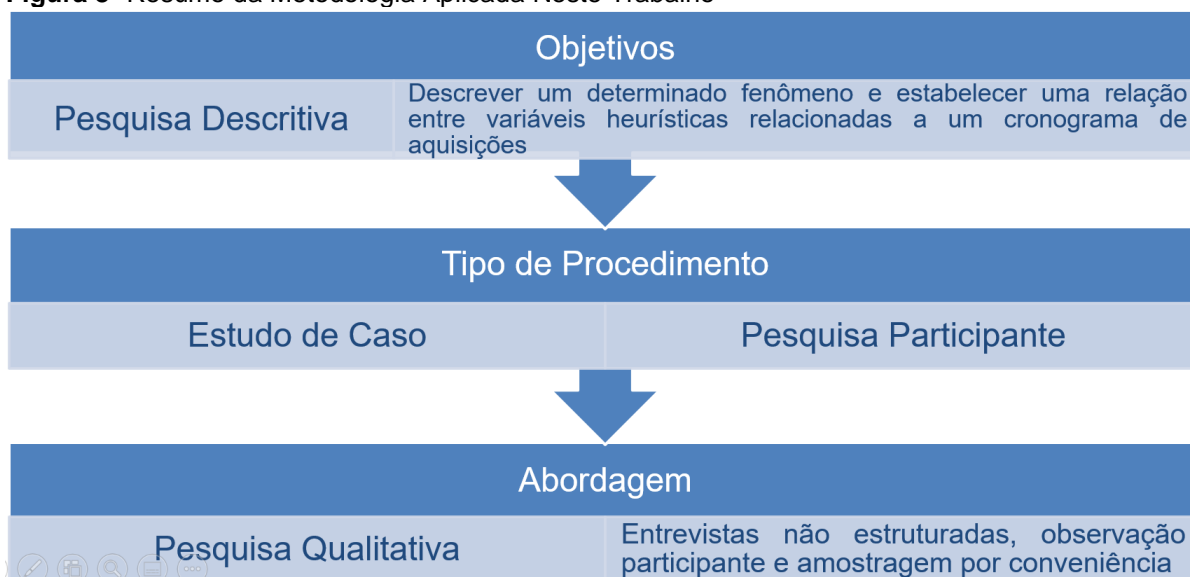 Objetivos
Pesquisa Descritiva
Descrever um determinado fenômeno e estabelecer uma relação
entre variáveis heurísticas relacionadas a um cronograma de
aquisições
Tipo de Procedimento
Estudo de Caso
Pesquisa Participante
Abordagem
Pesquisa Qualitativa
Entrevistas não estruturadas, observação
participante e amostragem por conveniência